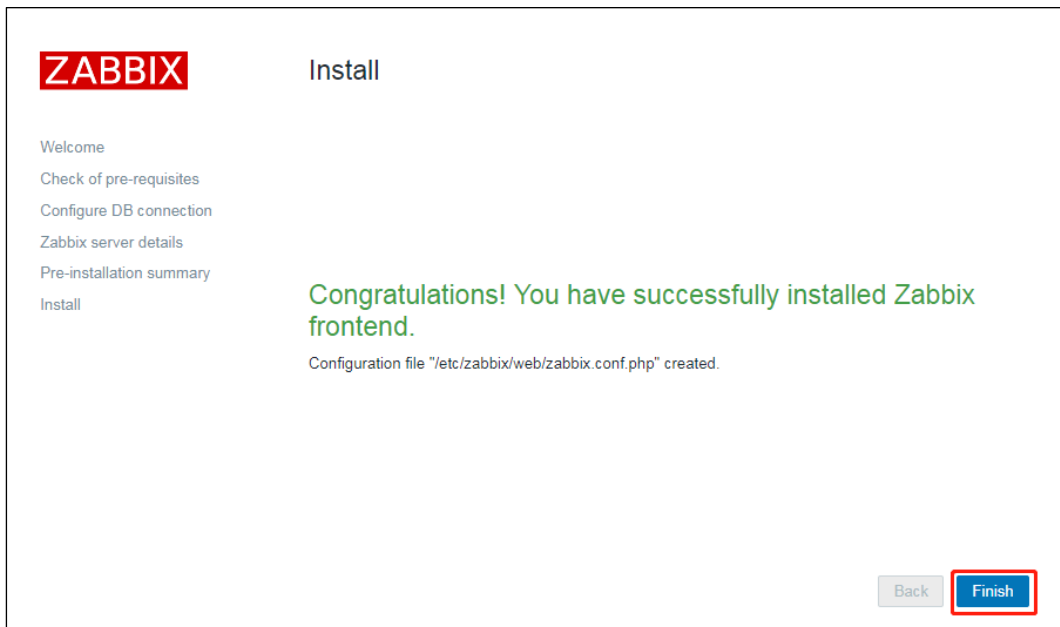 ZABBIX
Install
Welcome
Check of pre-requisites
Configure DB connection
Zabbix server details
Pre-installation summary
Install
Congratulations! You have successfully installed Zabbix
frontend.
Configuration file "/etc/zabbix/web/zabbix.conf.php" created.
Back
Finish